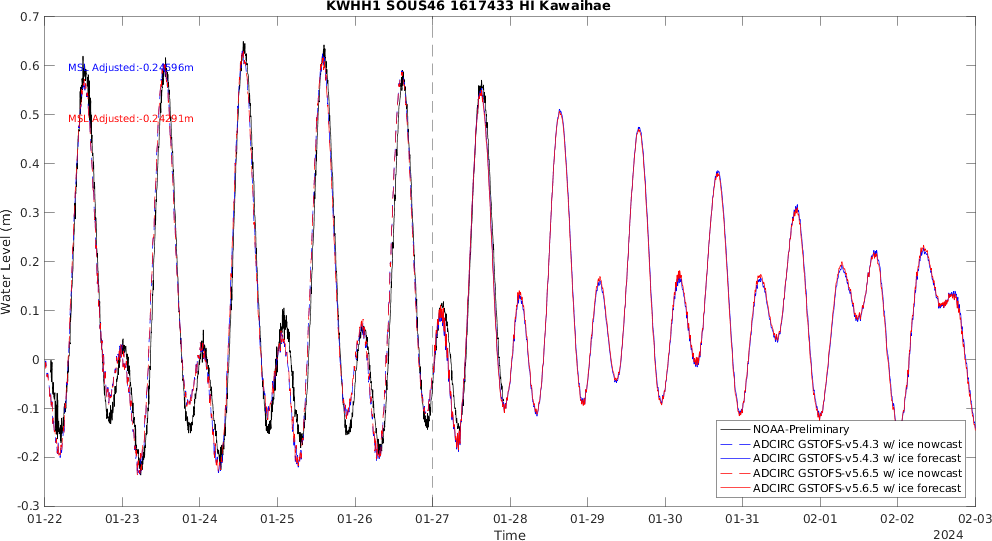 KWHH1 SOUS46 1617433 HI Kawaihae
0.7
0.6
0.5
0.4
0.3
0.2
0.1
0
-0.1
-0.2
-0.3
Water Level (m)
MSL Adjusted:-0.24696m
MSL Adjusted:-0.24291m
NOAA-Preliminary
ADCIRC GSTOFS-v5.4.3 w/ ice nowcast
ADCIRC GSTOFS-v5.4.3 w/ ice forecast
ADCIRC GSTOFS-v5.6.5 w/ ice nowcast
ADCIRC GSTOFS-v5.6.5 w/ ice forecast
01-22 01-23 01-24 01-25 01-26 01-27 01-28 01-29 01-30 01-31 02-01 02-02 02-03
Time
2024